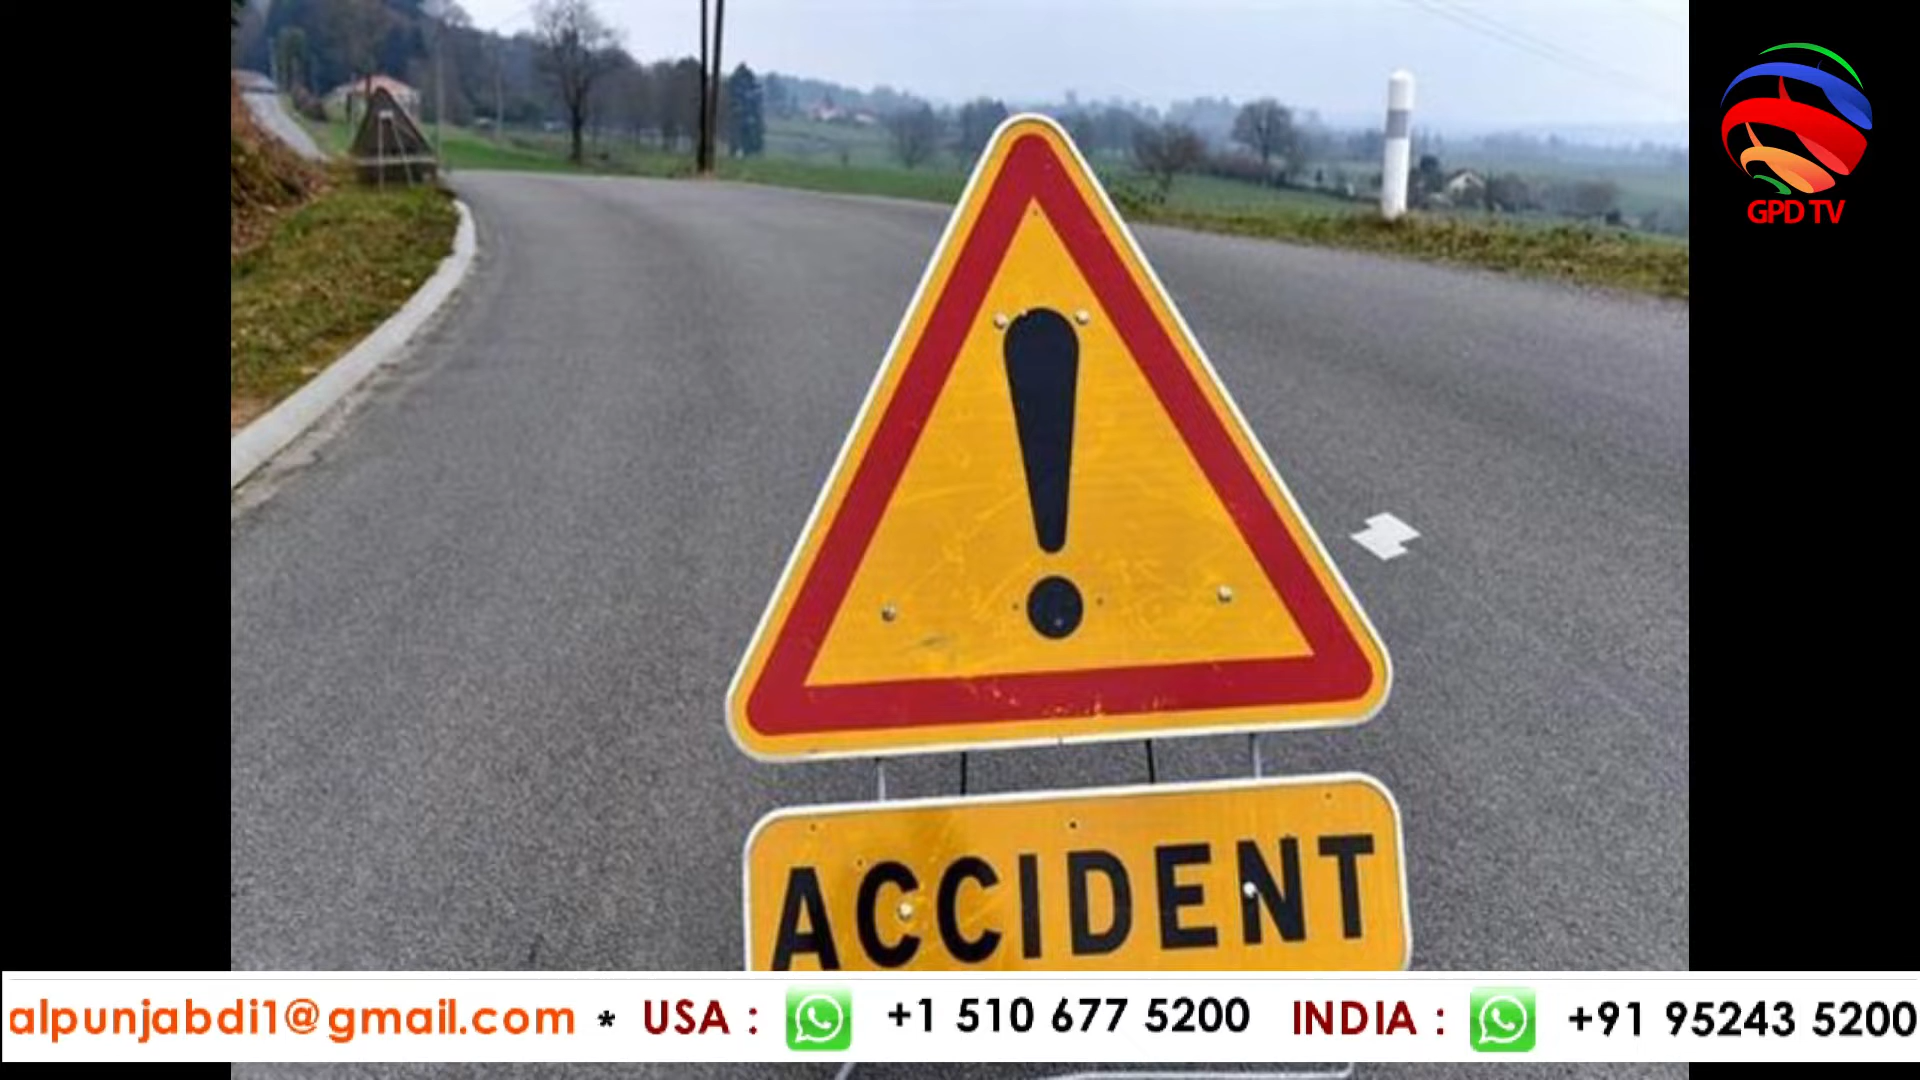 GPD TV
ACCIDENT
alpunjabdi1@gmail.com * USA : +1 510 677 5200 INDIA : +91 95243 5200